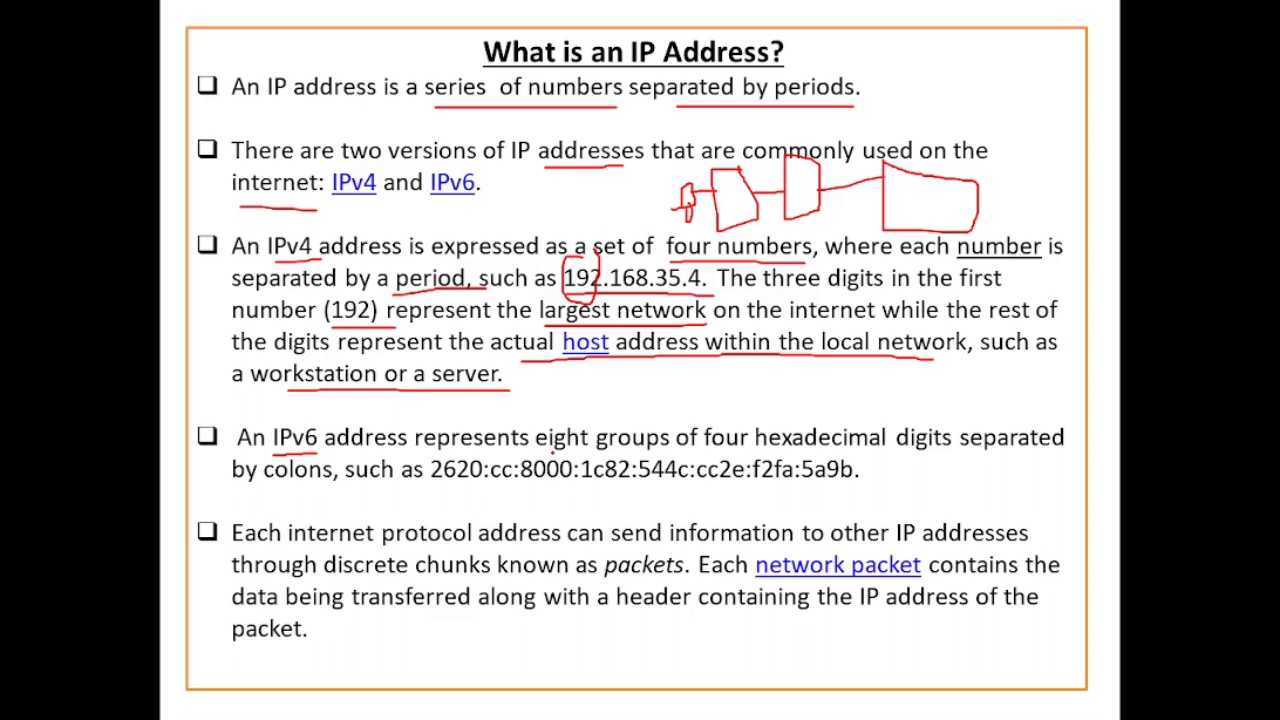 What is an IP Address?
❑ An IP address is a series of numbers separated by periods.
❑ There are two versions of IP addresses that are commonly used on the
internet: IPv4 and IPv6.
❑ An IPv4 address is expressed as a set of four numbers, where each number is
separated by a period, such as 192.168.35.4. The three digits in the first
number (192) represent the largest network on the internet while the rest of
the digits represent the actual host address within the local network, such as
a workstation or a server.
❑ An IPv6 address represents eight groups of four hexadecimal digits separated
by colons, such as 2620:cc:8000:1c82:544c:cc2e:f2fa:5a9b.
❑ Each internet protocol address can send information to other IP addresses
through discrete chunks known as packets. Each network packet contains the
data being transferred along with a header containing the IP address of the
packet.